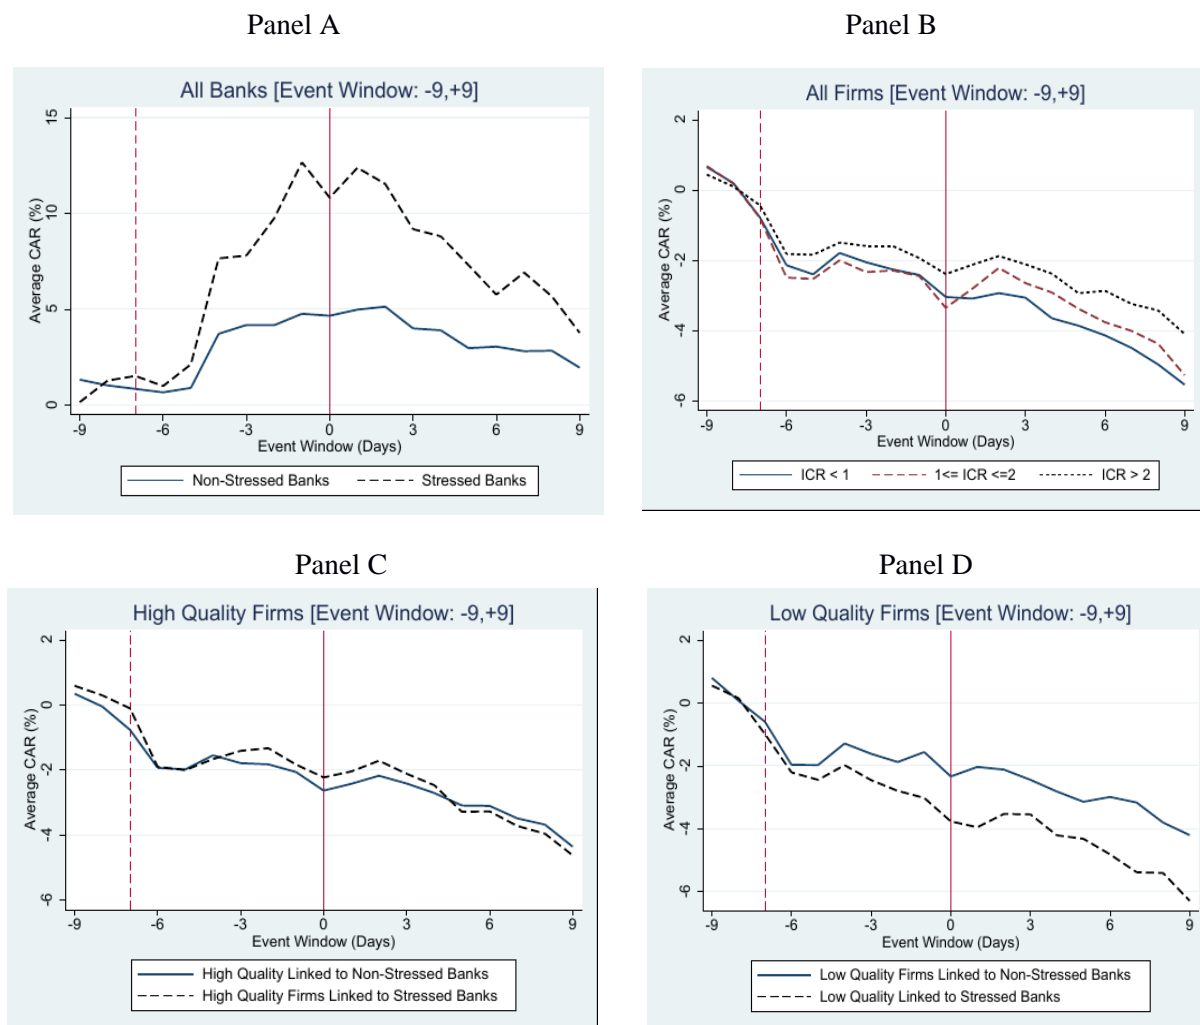 Panel A
All Banks [Event Window: -9,+9]
Average CAR (%)
15
10
5
0
-9 -6 -3 0 3 6 9
Event Window (Days)
Non-Stressed Banks Stressed Banks
Panel B
All Firms [Event Window: -9,+9]
Average CAR (%)
2
0
-2
-4
-6
-9 -6 -3 0 3 6 9
Event Window (Days)
ICR < 1 1<= ICR <=2 ICR > 2
Panel C
High Quality Firms [Event Window: -9,+9]
Average CAR (%)
2
0
-2
-4
-6
-9 -6 -3 0 3 6 9
Event Window (Days)
High Quality Linked to Non-Stressed Banks
High Quality Firms Linked to Stressed Banks
Panel D
Low Quality Firms [Event Window: -9,+9]
Average CAR (%)
2
0
-2
-4
-6
-9 -6 -3 0 3 6 9
Event Window (Days)
Low Quality Firms Linked to Non-Stressed Banks
Low Quality Linked to Stressed Banks